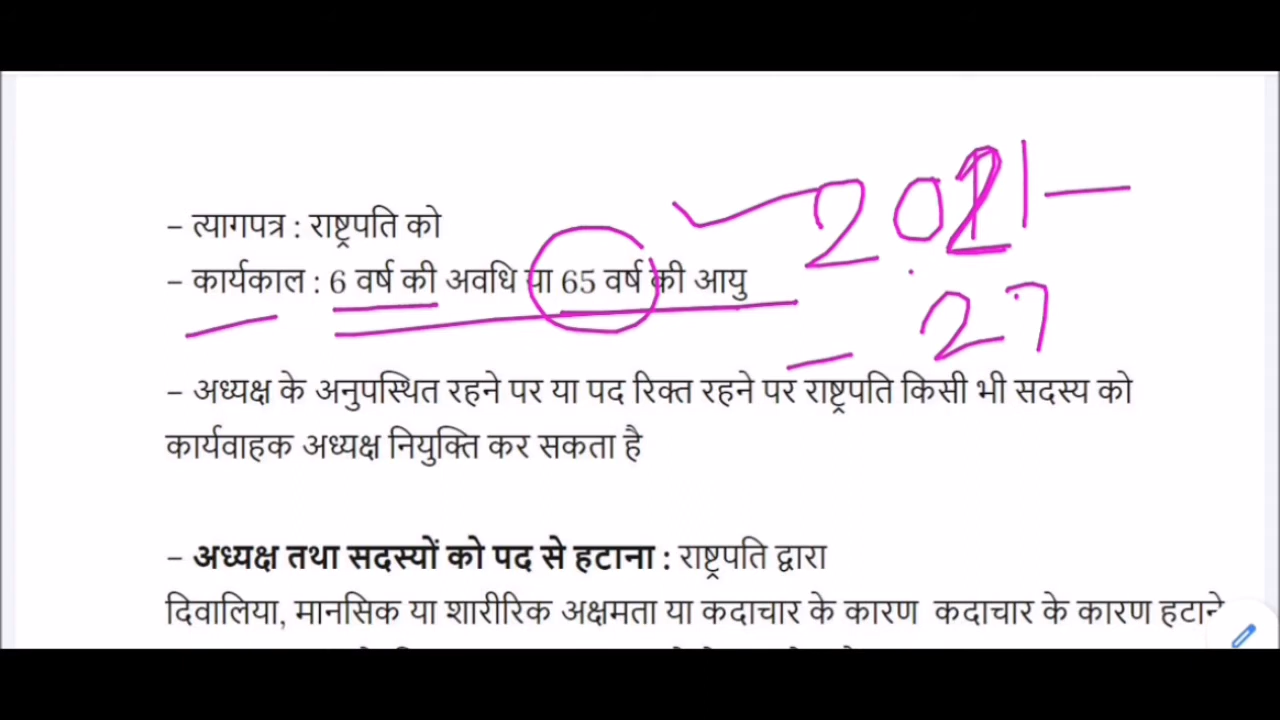 2021 —
– त्यागपत्र : राष्ट्रपति को
– कार्यकाल : 6 वर्ष की अवधि या 65 वर्ष की आयु
27
– अध्यक्ष के अनुपस्थित रहने पर या पद रिक्त रहने पर राष्ट्रपति किसी भी सदस्य को
कार्यवाहक अध्यक्ष नियुक्ति कर सकता है
– अध्यक्ष तथा सदस्यों को पद से हटाना : राष्ट्रपति द्वारा
दिवालिया, मानसिक या शारीरिक अक्षमता या कदाचार के कारण कदाचार के कारण हटाने